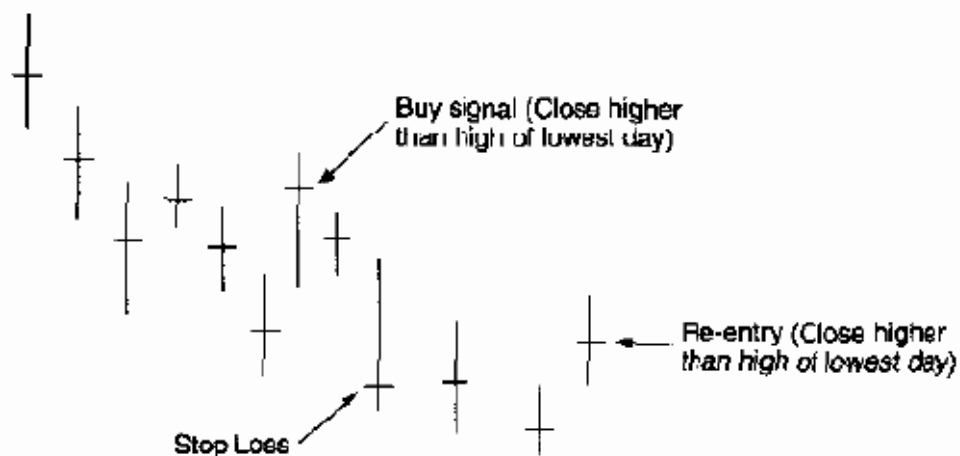 Buy signal (Close higher
than high of lowest day)
Re-entry (Close higher
than high of lowest day)
Stop Loss